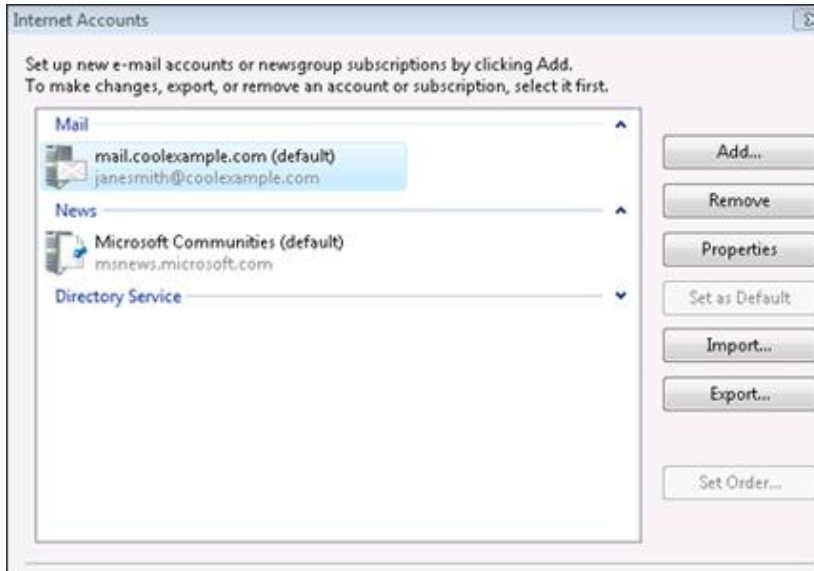 Internet Accounts
Set up new e-mail accounts or newsgroup subscriptions by clicking Add.
To make changes, export, or remove an account or subscription, select it first.
Mail
mail.coolexample.com (default)
janesmith@coolexample.com
News
Microsoft Communities (default)
msnews.microsoft.com
Directory Service
Add...
Remove
Properties
Set as Default
Import...
Export...
Set Order...